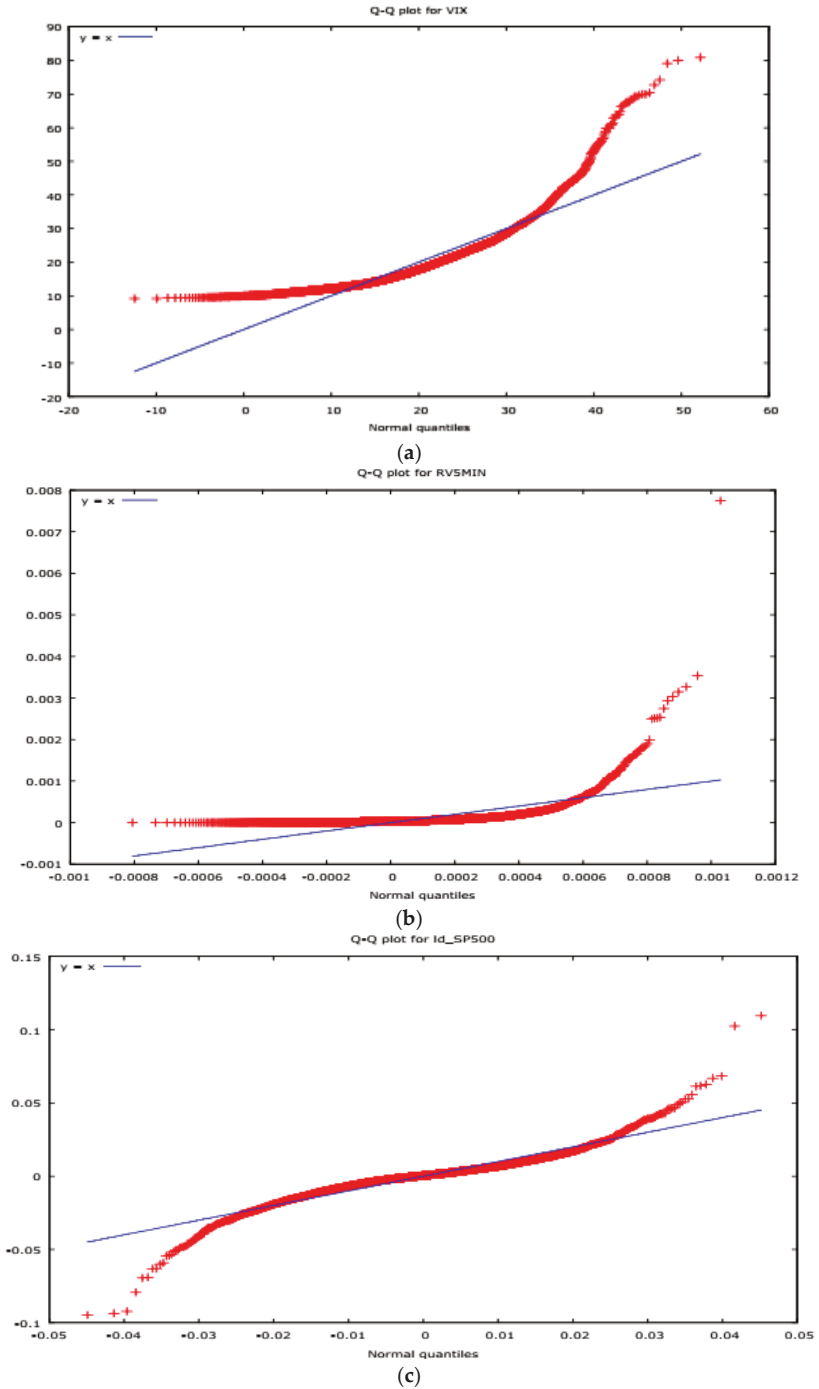 Q-Q plot for VIX
y = x
90
80
70
60
50
40
30
20
10
0
-10
-20
-20 -10 0 10 20 30 40 50 60
Normal quantiles
(a)
Q-Q plot for RV5MIN
y = x
0.008
0.007
0.006
0.005
0.004
0.003
0.002
0.001
0
-0.001
-0.001 -0.0008 -0.0006 -0.0004 -0.0002 0 0.0002 0.0004 0.0006 0.0008 0.001 0.0012
Normal quantiles
(b)
Q-Q plot for ld_SP500
y = x
0.15
0.1
0.05
0
-0.05
-0.1
-0.05 -0.04 -0.03 -0.02 -0.01 0 0.01 0.02 0.03 0.04 0.05
Normal quantiles
(c)